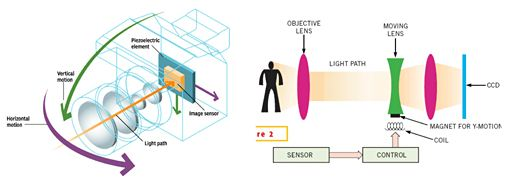 Piezoelectric
element
Vertical
motion
Horizontal
motion
Image sensor
Light path
OBJECTIVE
LENS
MOVING
LENS
LIGHT PATH
CCD
MAGNET FOR Y-MOTION
COIL
re 2
SENSOR
CONTROL